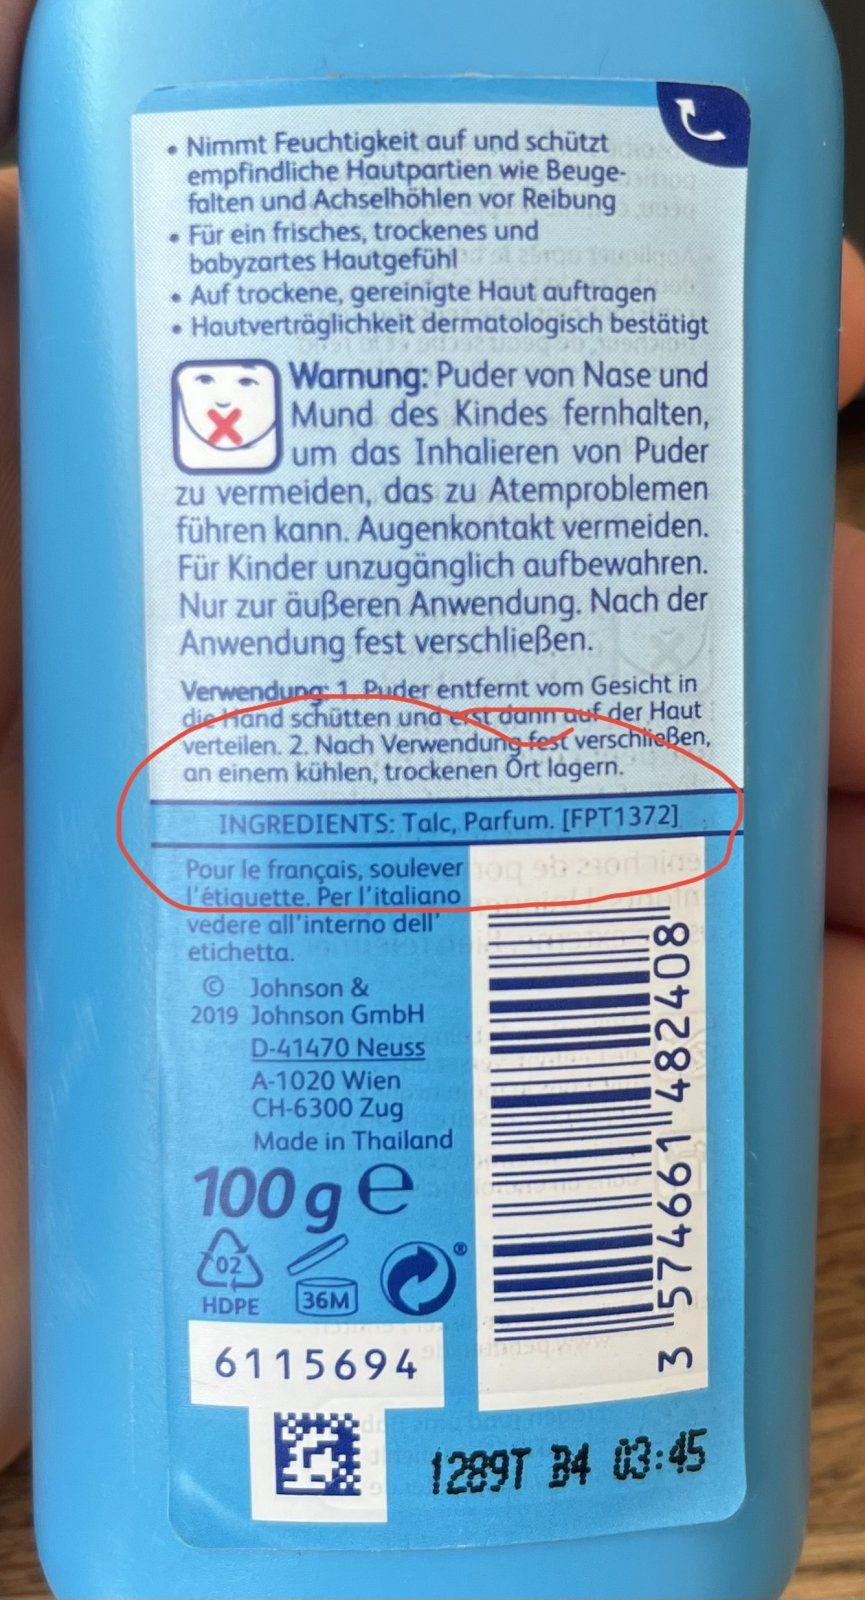 • Nimmt Feuchtigkeit auf und schützt
empfindliche Hautpartien wie Beuge-
falten und Achselhöhlen vor Reibung
• Für ein frisches, trockenes und
babyzartes Hautgefühl
• Auf trockene, gereinigte Haut auftragen
• Hautverträglichkeit dermatologisch bestätigt
Warnung: Puder von Nase und
Mund des Kindes fernhalten,
um das Inhalieren von Puder
zu vermeiden, das zu Atemproblemen
führen kann. Augenkontakt vermeiden.
Für Kinder unzugänglich aufbewahren.
Nur zur äußeren Anwendung. Nach der
Anwendung fest verschließen.
Verwendung: 1. Puder entfernt vom Gesicht in
die Hand schütten und erst dann auf der Haut
verteilen. 2. Nach Verwendung fest verschließen,
an einem kühlen, trockenen Ort lagern.
INGREDIENTS: Talc, Parfum. [FPT1372]
Pour le français, soulever
l'étiquette. Per l'italiano
vedere all'interno dell'
etichetta.
© Johnson &
2019 Johnson GmbH
D-41470 Neuss
A-1020 Wien
CH-6300 Zug
Made in Thailand
100 g e
02
HDPE
36M
®
3 574661 482408
6115694
1289T B4 03:45